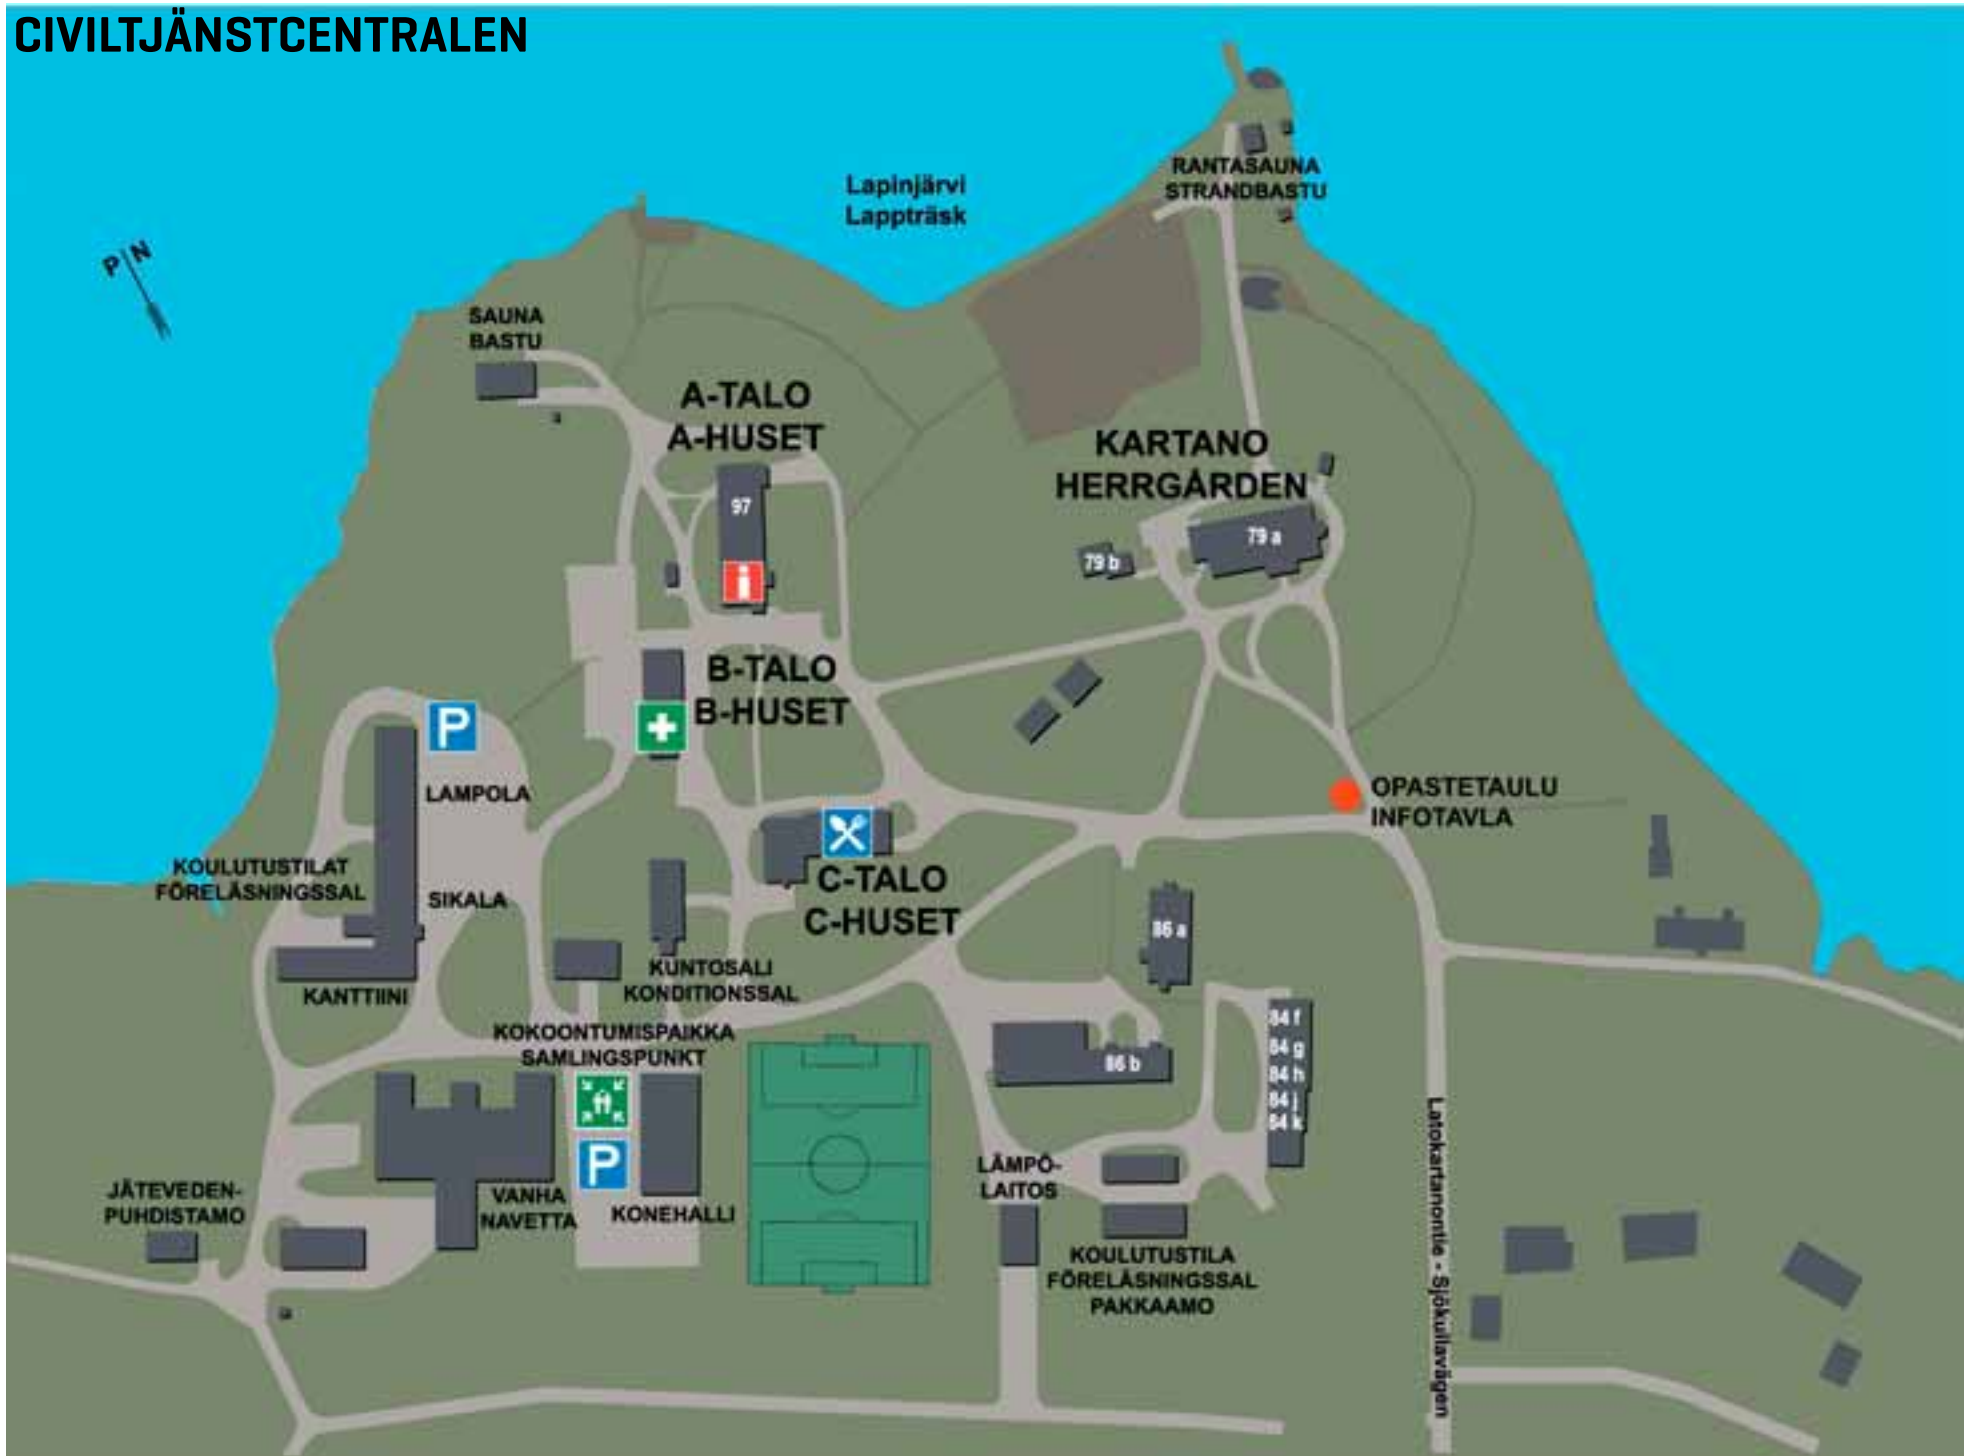 CIVILTJÄNSTCENTRALEN
RANTASAUNA
STRANDBASTU
Lapinjärvi
Lappträsk
P N
SAUNA
BASTU
A-TALO
A-HUSET
97
i
KARTANO
HERRGÅRDEN
79 a
79 b
B-TALO
B-HUSET
P
LAMPOLA
OPASTETAULU
INFOTAVLA
KOULUTUSTILAT
FÖRELÄSNINGSSAL
SIKALA
C-TALO
C-HUSET
86 a
KUNTOSALI
KONDITIONSSAL
KANTTIINI
KOKOONTUMISPAIKKA
SAMLINGSPUNKT
84 f
84 g
84 h
84 j
84 k
86 b
P
LÄMPÖ-
LAITOS
JÄTEVEDEN-
PUHDISTAMO
VANHA
NAVETTA
KONEHALLI
KOULUTUSTILA
FÖRELÄSNINGSSAL
PAKKAAMO
Latokartanontie - Sjökullavägen